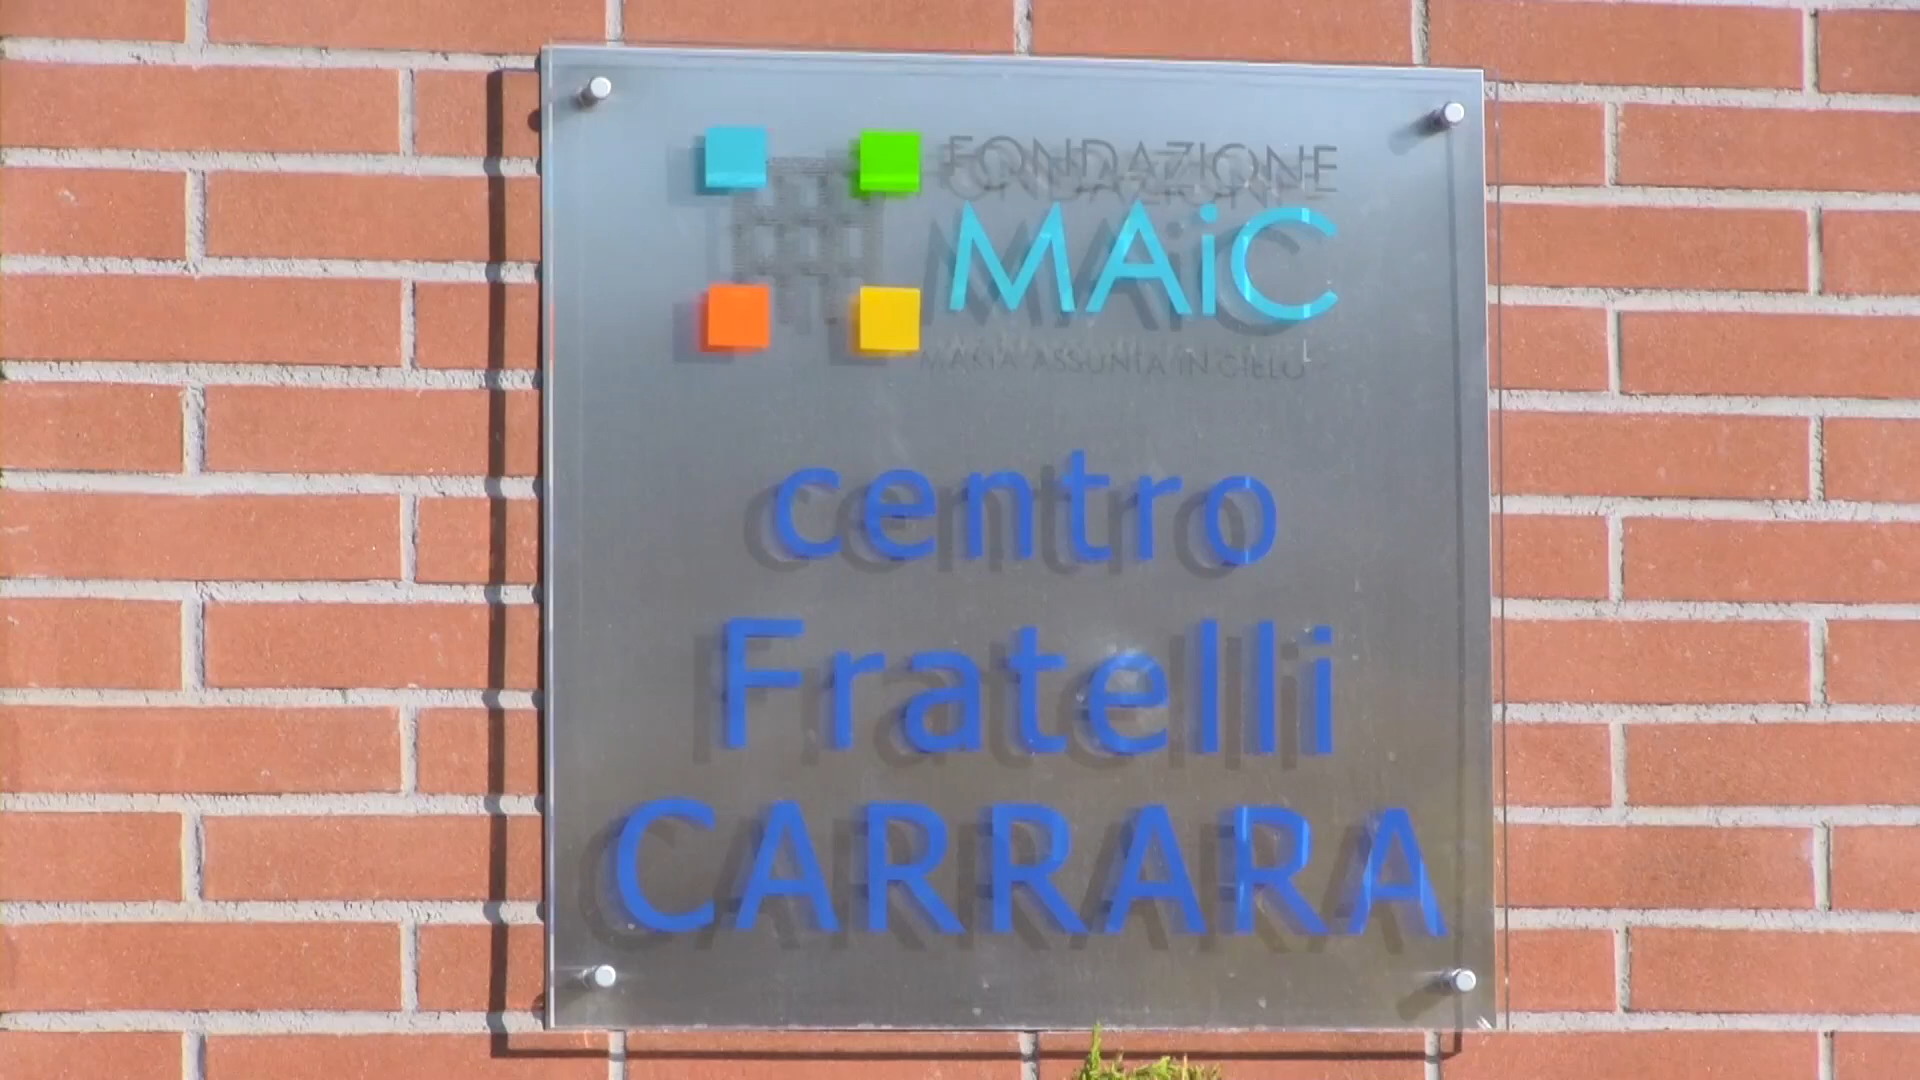 FONDAZIONE
MAiC
MARIA ASSUNTA IN CIELO
centro
Fratelli
CARRARA